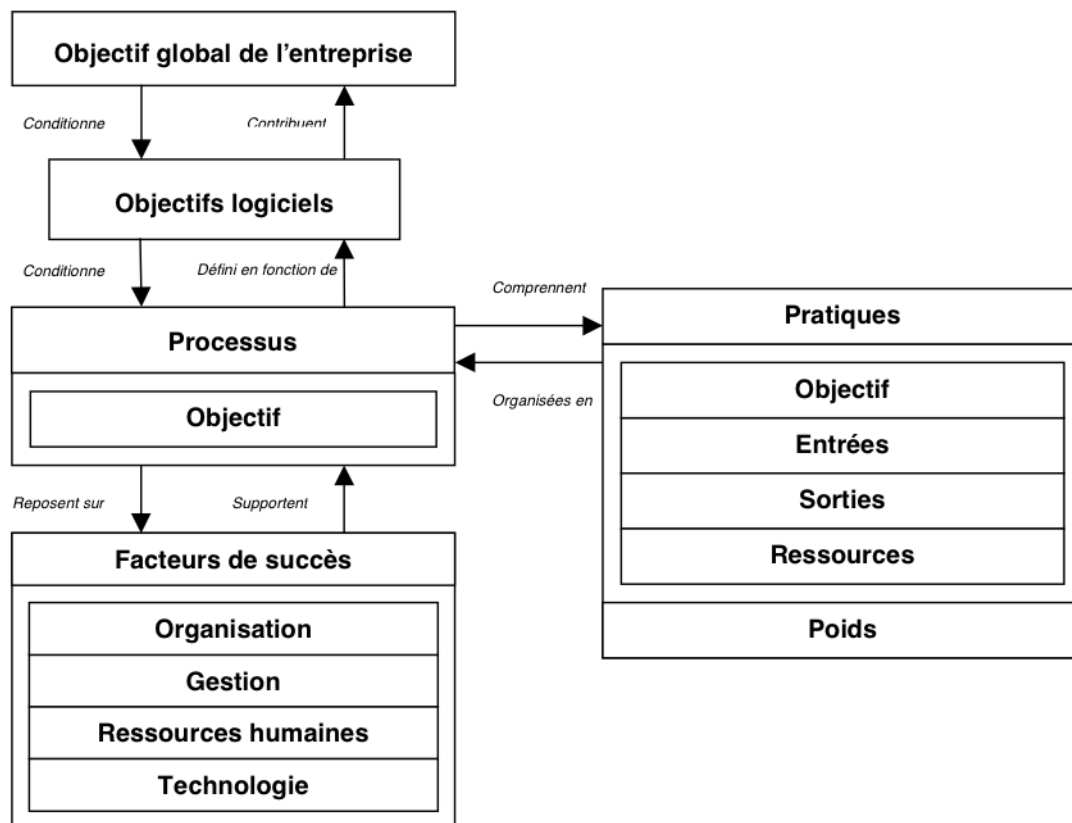 Objectif global de l'entreprise
Conditionne
Contribuent
Objectifs logiciels
Conditionne
Défini en fonction de
Processus
Objectif
Comprennent
Organisées en
Pratiques
Objectif
Entrées
Sorties
Ressources
Poids
Reposent sur
Supportent
Facteurs de succès
Organisation
Gestion
Ressources humaines
Technologie